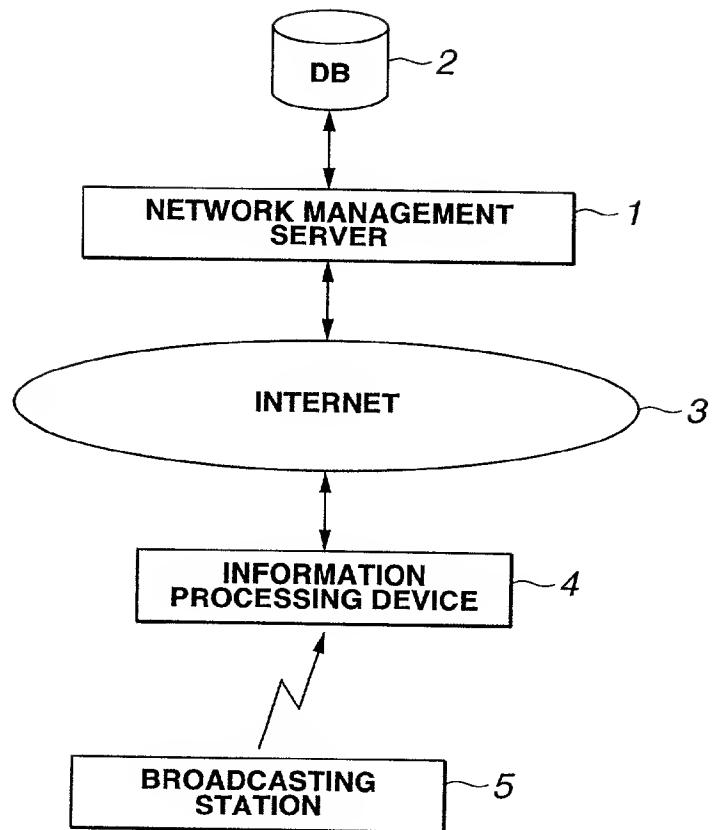 DB
2
NETWORK MANAGEMENT
SERVER
1
INTERNET
3
INFORMATION
PROCESSING DEVICE
4
BROADCASTING
STATION
5